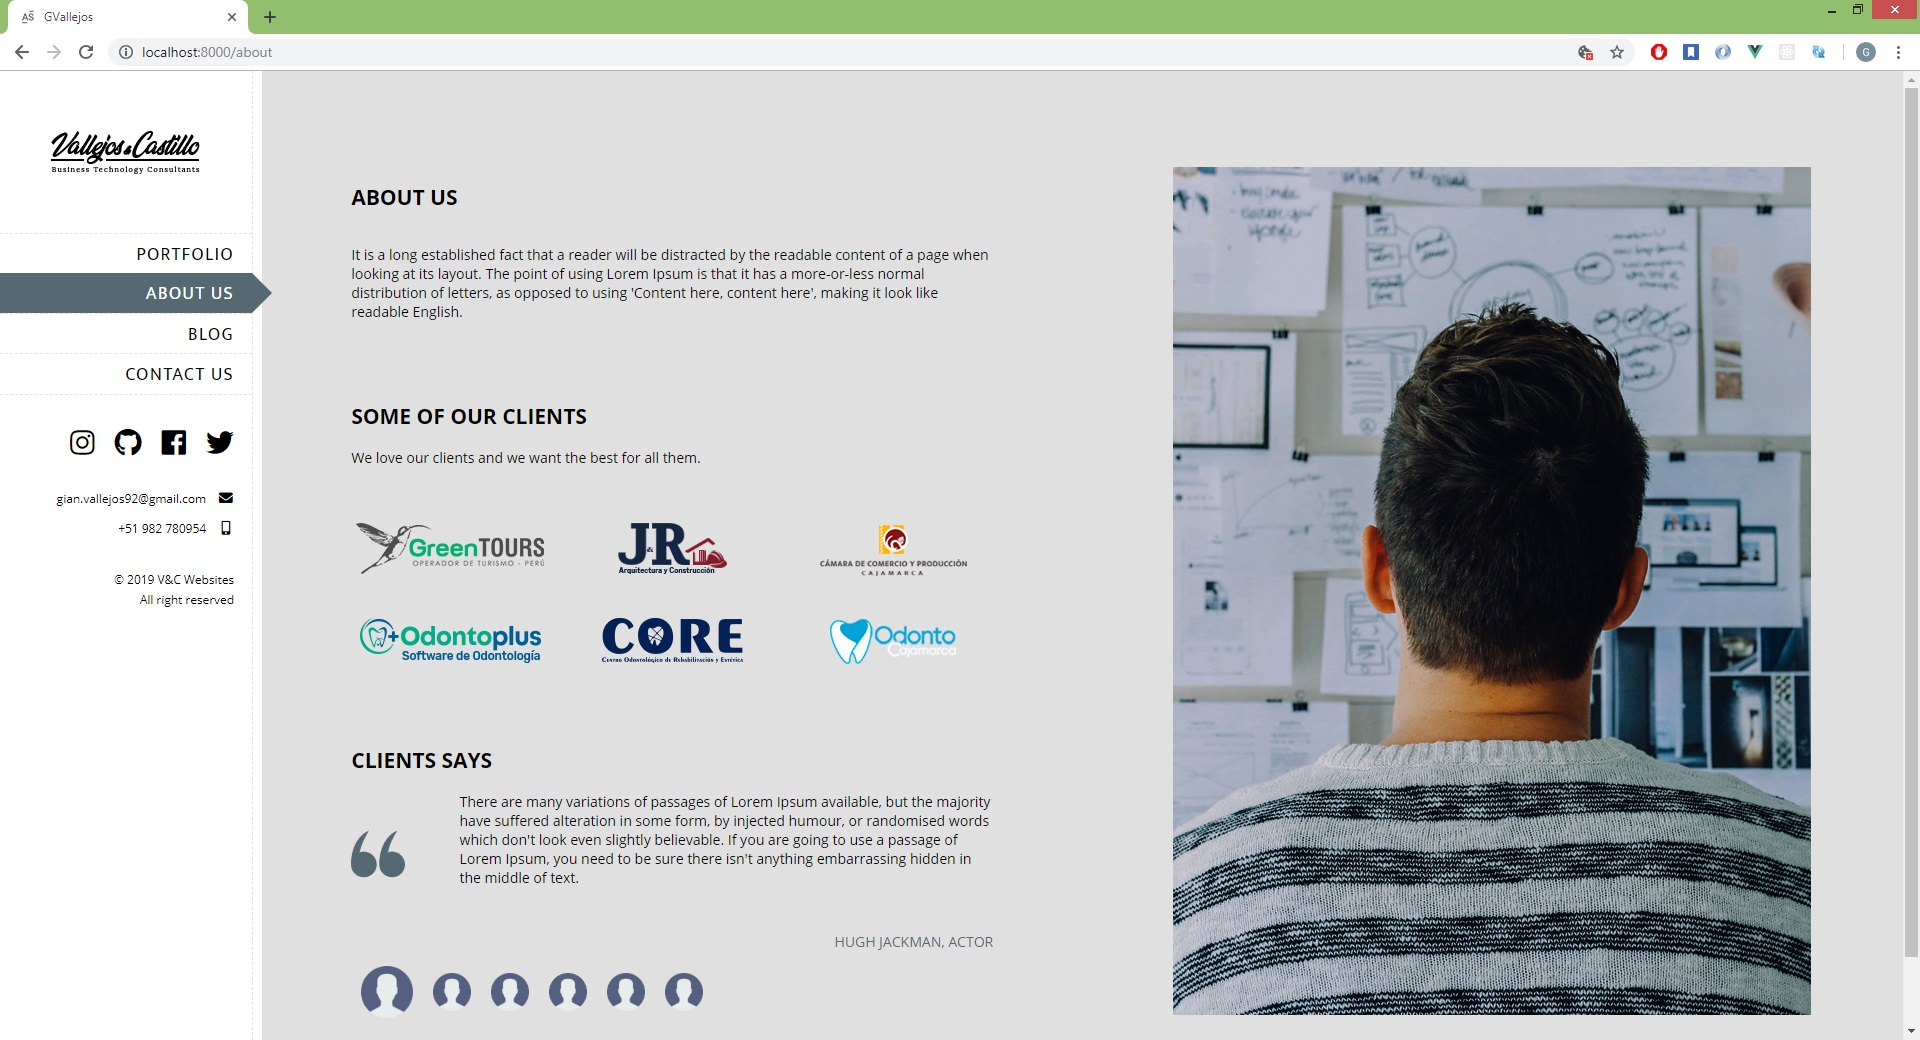 GVallejos
localhost:8000/about
G
Vallejos & Castillo
Business Technology Consultants
PORTFOLIO
ABOUT US
BLOG
CONTACT US
gian.vallejos92@gmail.com
+51 982 780954
© 2019 V&C Websites
All right reserved
ABOUT US
It is a long established fact that a reader will be distracted by the readable content of a page when
looking at its layout. The point of using Lorem Ipsum is that it has a more-or-less normal
distribution of letters, as opposed to using 'Content here, content here', making it look like
readable English.
SOME OF OUR CLIENTS
We love our clients and we want the best for all them.
GreenTOURS
OPERADOR DE TURISMO - PERÚ
J&R
Arquitectura y Construcción
CÁMARA DE COMERCIO Y PRODUCCIÓN
CAJAMARCA
+Odontoplus
Software de Odontología
CORE
Centro Odontológico de Rehabilitación y Estética
Odonto
Cajamarca
CLIENTS SAYS
There are many variations of passages of Lorem Ipsum available, but the majority
have suffered alteration in some form, by injected humour, or randomised words
which don't look even slightly believable. If you are going to use a passage of
Lorem Ipsum, you need to be sure there isn't anything embarrassing hidden in
the middle of text.
HUGH JACKMAN, ACTOR